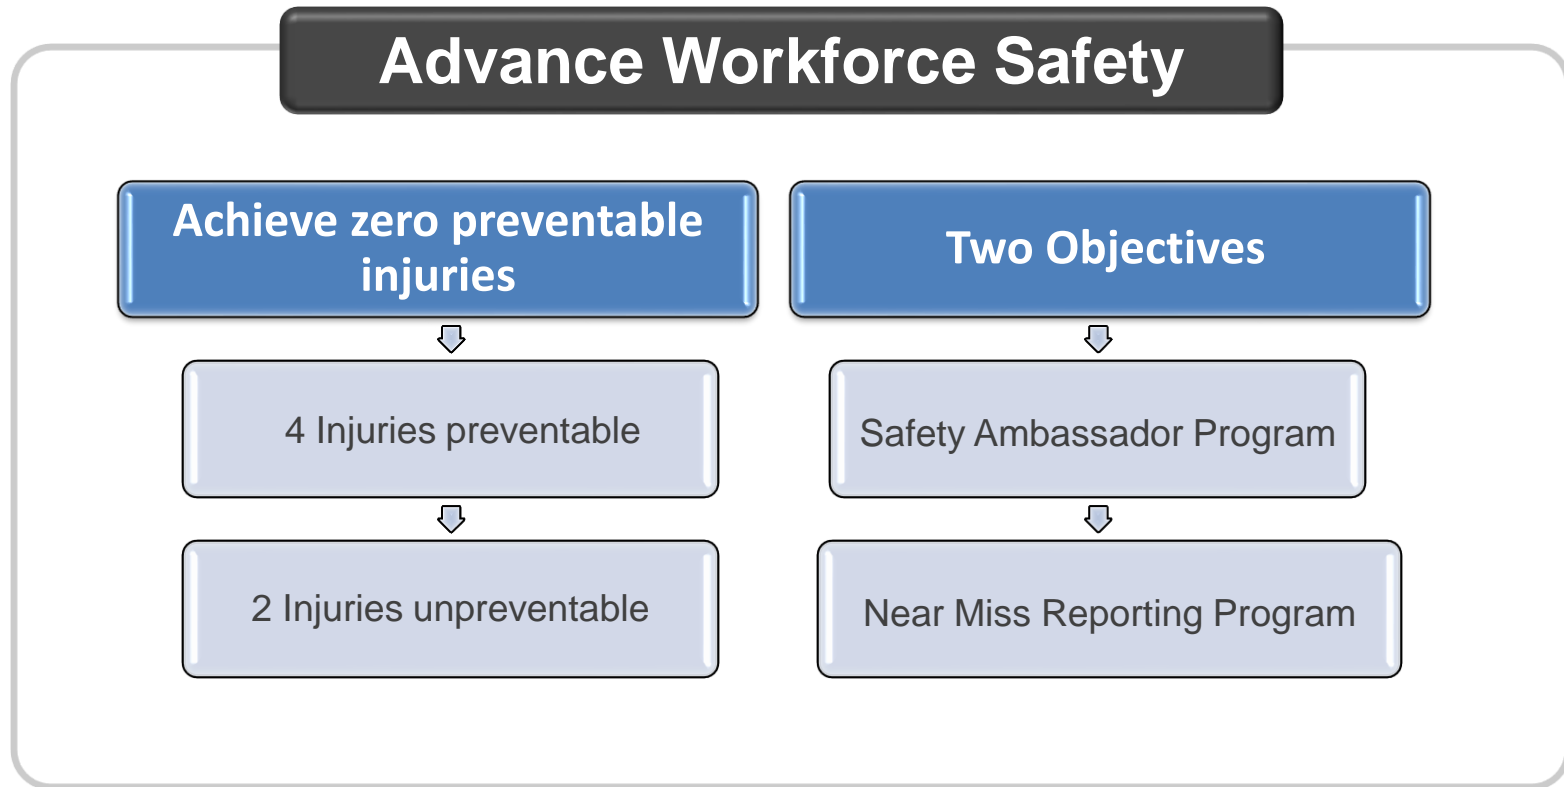 Advance Workforce Safety
Achieve zero preventable
injuries
4 Injuries preventable
2 Injuries unpreventable
Two Objectives
Safety Ambassador Program
Near Miss Reporting Program